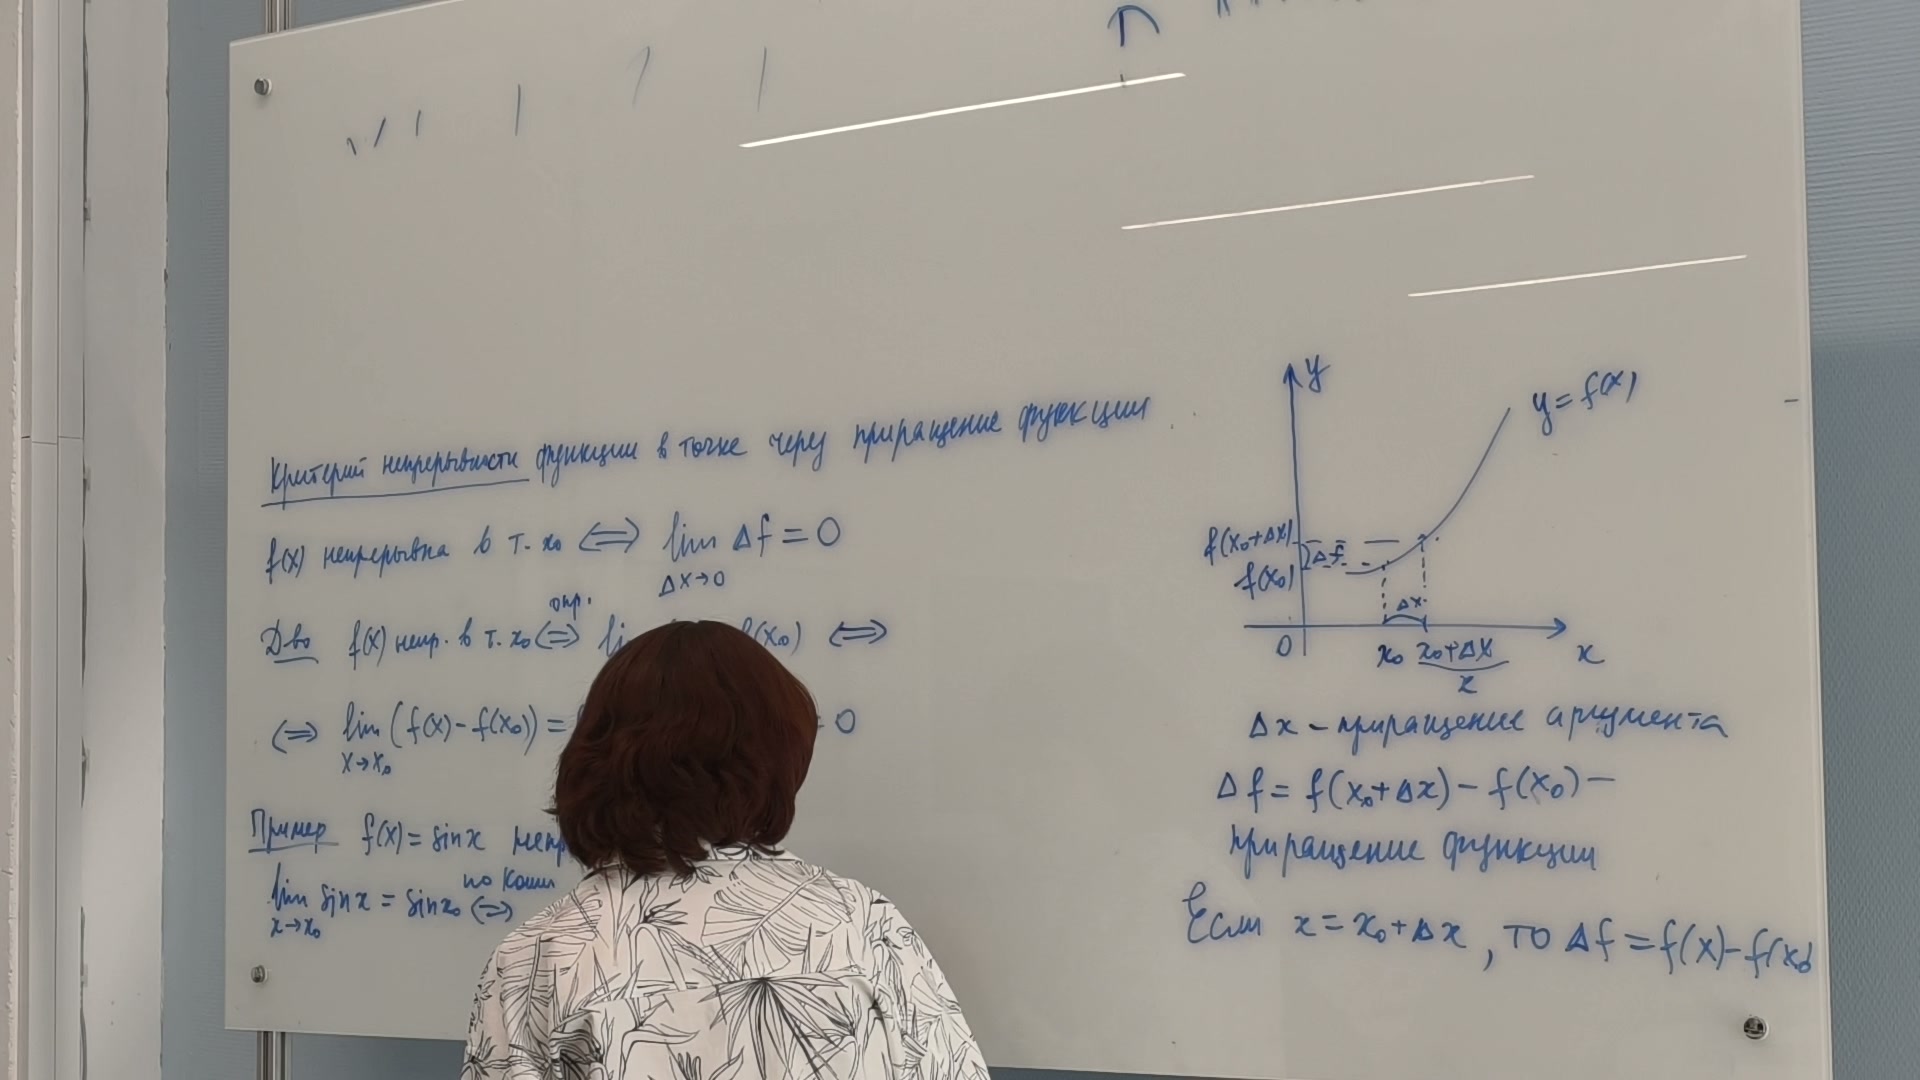 Критерий непрерывности функции в точке через приращение функции
f(x) непрерывна в т. x₀ ⟺ lim Δf = 0
Δx→0
опр.
Д-во f(x) непр. в т. x₀ ⟺ f(x₀) ⟺
⟺ lim (f(x) - f(x₀)) = = 0
x→x₀
Пример f(x) = sin x непр
по Коши
lim sin x = sin x₀ ⟺
x→x₀
y
y = f(x)
f(x₀+Δx)
Δf
f(x₀)
Δx
0 x₀ x₀+Δx x
x
Δx – приращение аргумента
Δf = f(x₀+Δx) - f(x₀) –
приращение функции
Если x = x₀+Δx, то Δf = f(x) - f(x₀